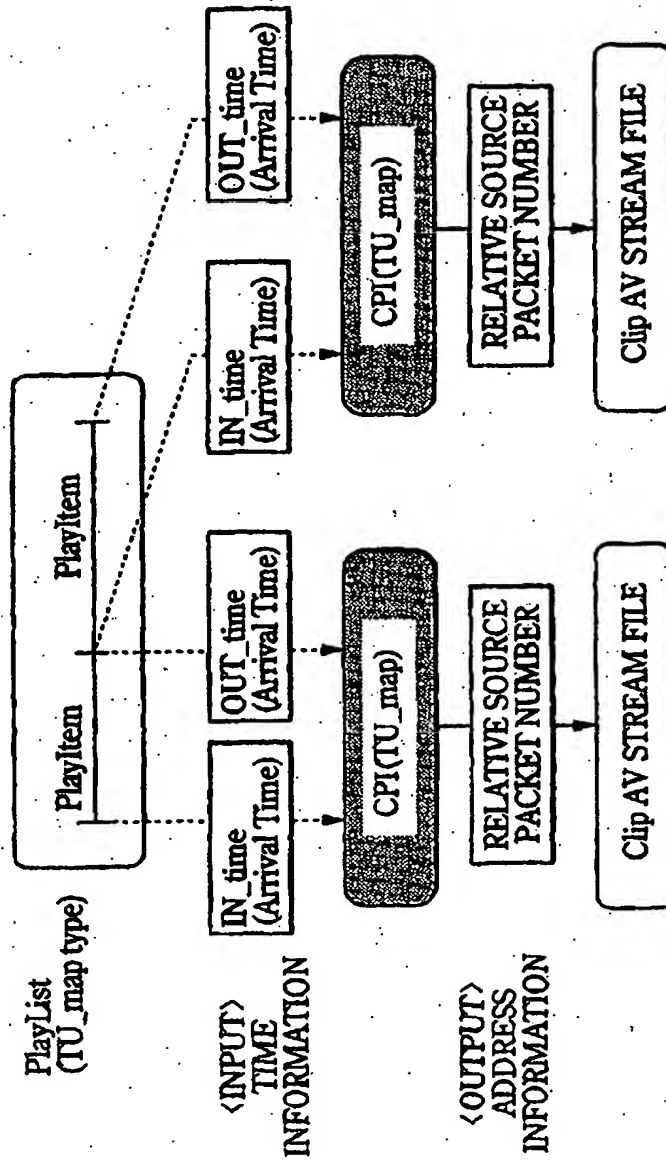 PlayList
(TU_map type)
PlayItem
PlayItem
<INPUT>
TIME
INFORMATION
IN_time
(Arrival Time)
OUT_time
(Arrival Time)
IN_time
(Arrival Time)
OUT_time
(Arrival Time)
CPI(TU_map)
CPI(TU_map)
<OUTPUT>
ADDRESS
INFORMATION
RELATIVE SOURCE
PACKET NUMBER
RELATIVE SOURCE
PACKET NUMBER
Clip AV STREAM FILE
Clip AV STREAM FILE